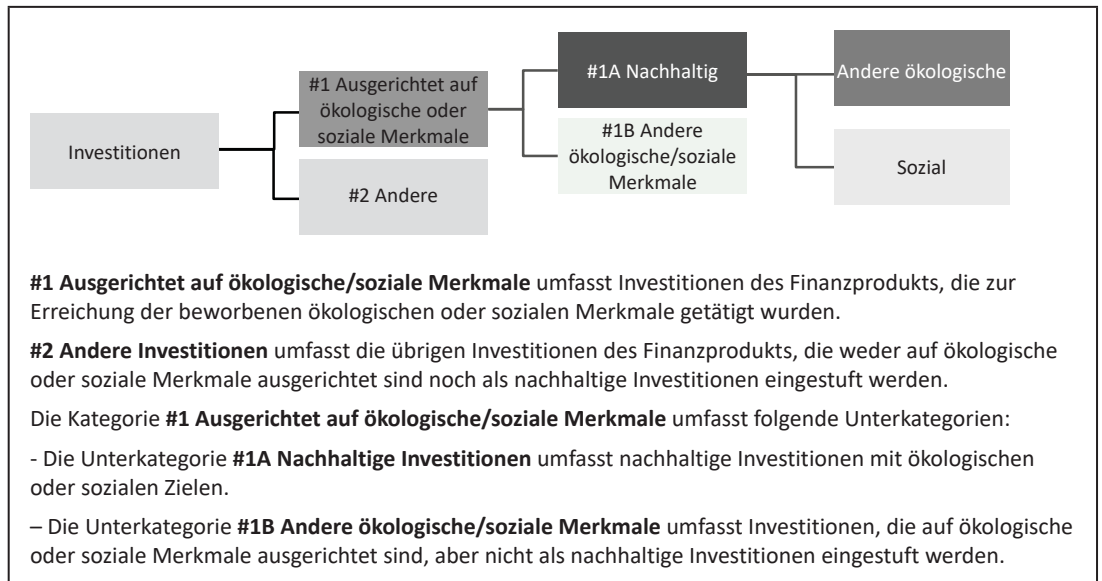 Investitionen
#1 Ausgerichtet auf
ökologische oder
soziale Merkmale
#2 Andere
#1A Nachhaltig
#1B Andere
ökologische/soziale
Merkmale
Andere ökologische
Sozial
#1 Ausgerichtet auf ökologische/soziale Merkmale umfasst Investitionen des Finanzprodukts, die zur
Erreichung der beworbenen ökologischen oder sozialen Merkmale getätigt wurden.
#2 Andere Investitionen umfasst die übrigen Investitionen des Finanzprodukts, die weder auf ökologische
oder soziale Merkmale ausgerichtet sind noch als nachhaltige Investitionen eingestuft werden.
Die Kategorie #1 Ausgerichtet auf ökologische/soziale Merkmale umfasst folgende Unterkategorien:
- Die Unterkategorie #1A Nachhaltige Investitionen umfasst nachhaltige Investitionen mit ökologischen
oder sozialen Zielen.
– Die Unterkategorie #1B Andere ökologische/soziale Merkmale umfasst Investitionen, die auf ökologische
oder soziale Merkmale ausgerichtet sind, aber nicht als nachhaltige Investitionen eingestuft werden.